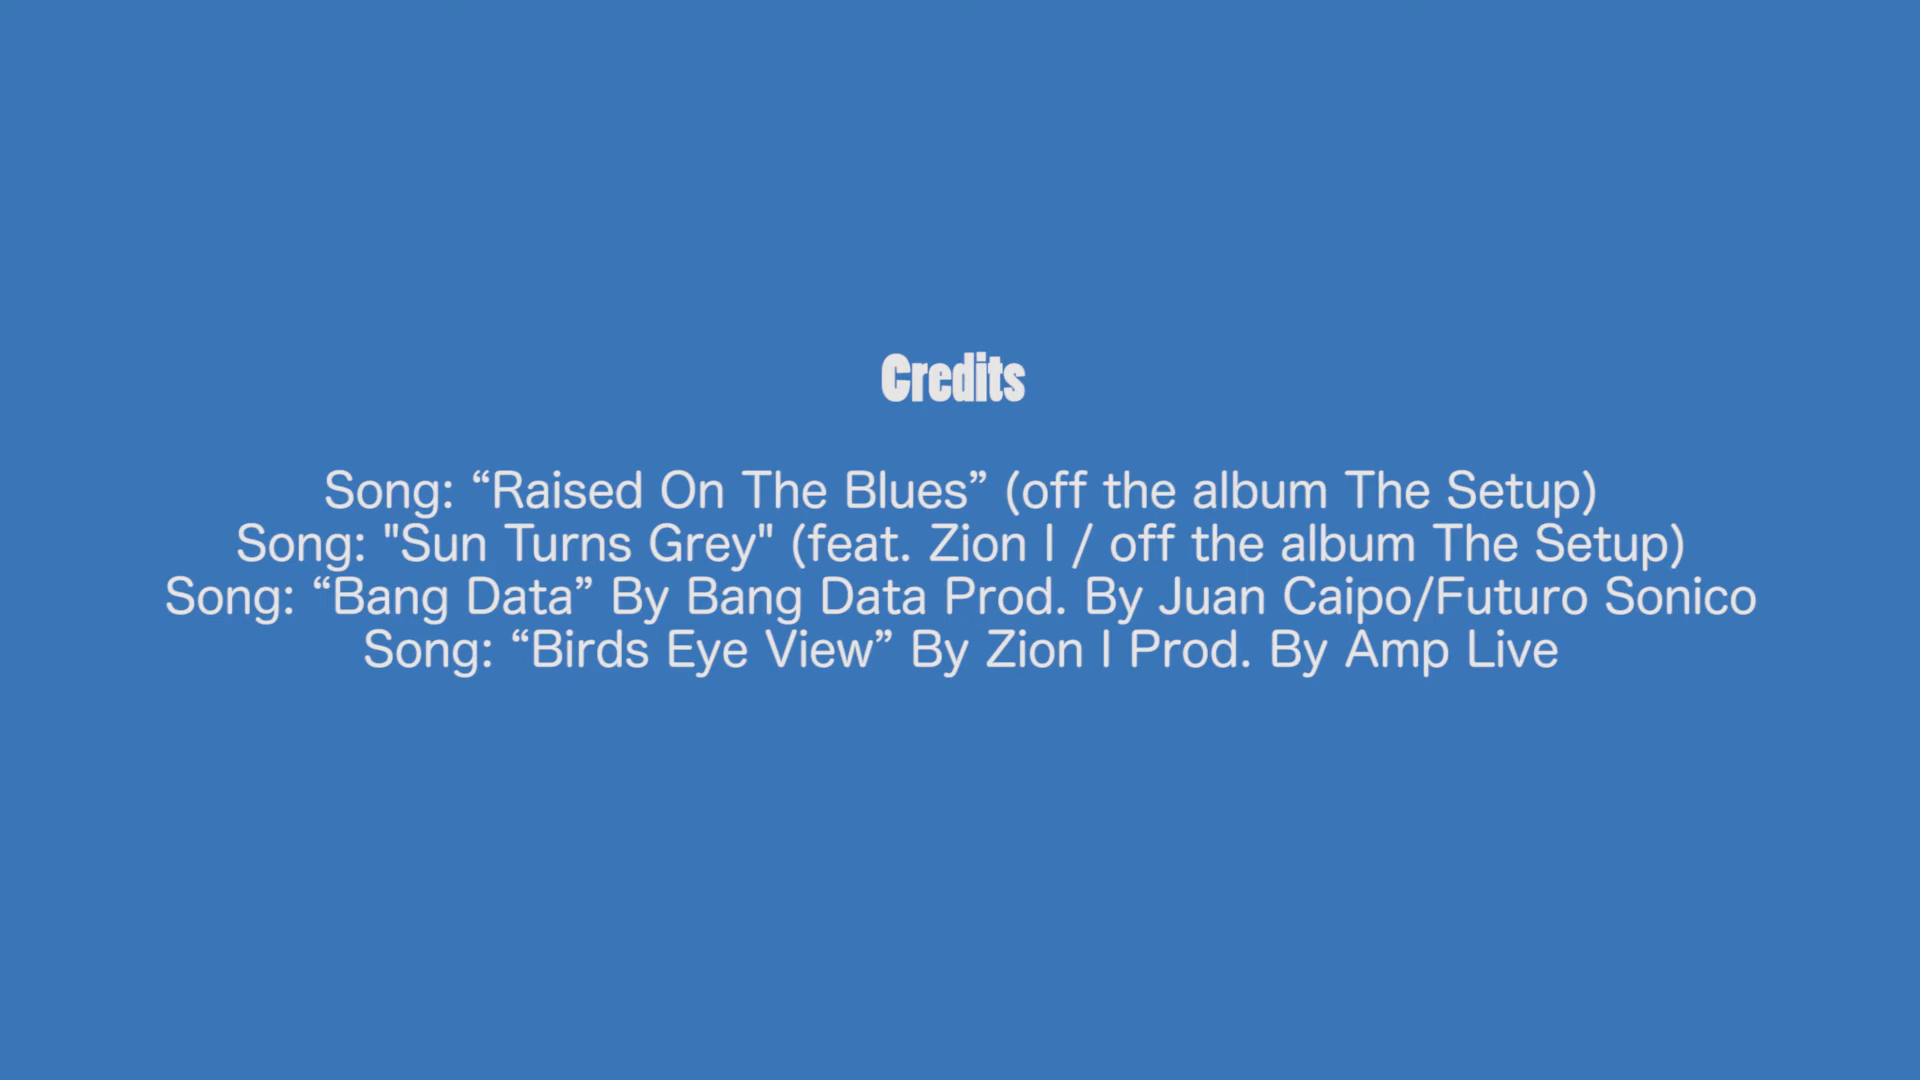 Credits
Song: “Raised On The Blues” (off the album The Setup)
Song: "Sun Turns Grey" (feat. Zion I / off the album The Setup)
Song: “Bang Data” By Bang Data Prod. By Juan Caipo/Futuro Sonico
Song: “Birds Eye View” By Zion I Prod. By Amp Live